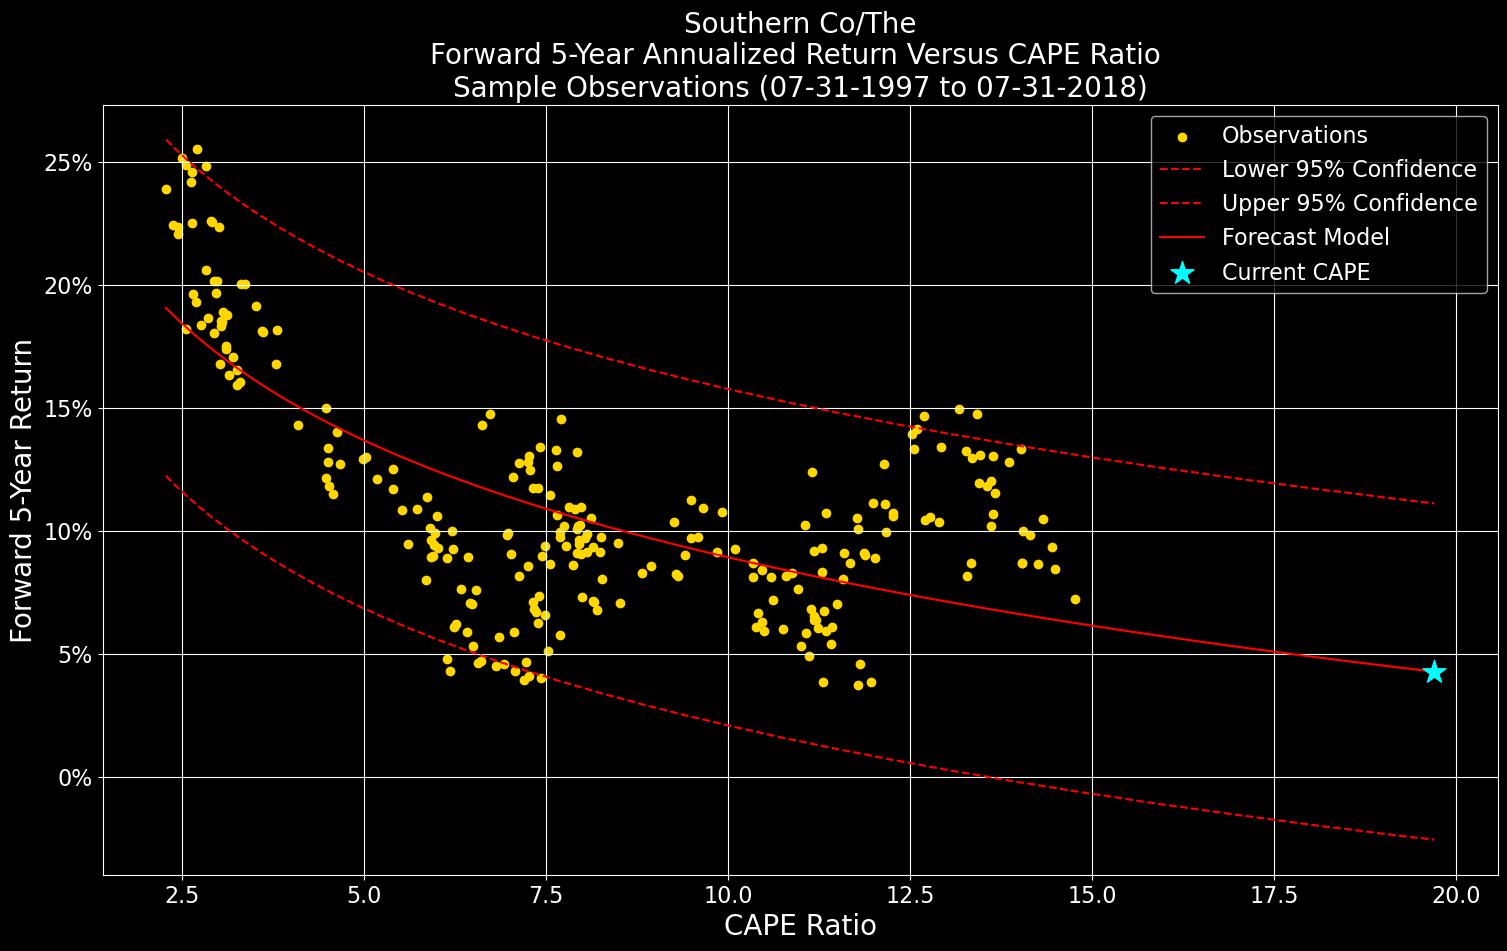 Southern Co/The
Forward 5-Year Annualized Return Versus CAPE Ratio
Sample Observations (07-31-1997 to 07-31-2018)
Observations
Lower 95% Confidence
Upper 95% Confidence
Forecast Model
Current CAPE
Forward 5-Year Return
25%
20%
15%
10%
5%
0%
2.5 5.0 7.5 10.0 12.5 15.0 17.5 20.0
CAPE Ratio